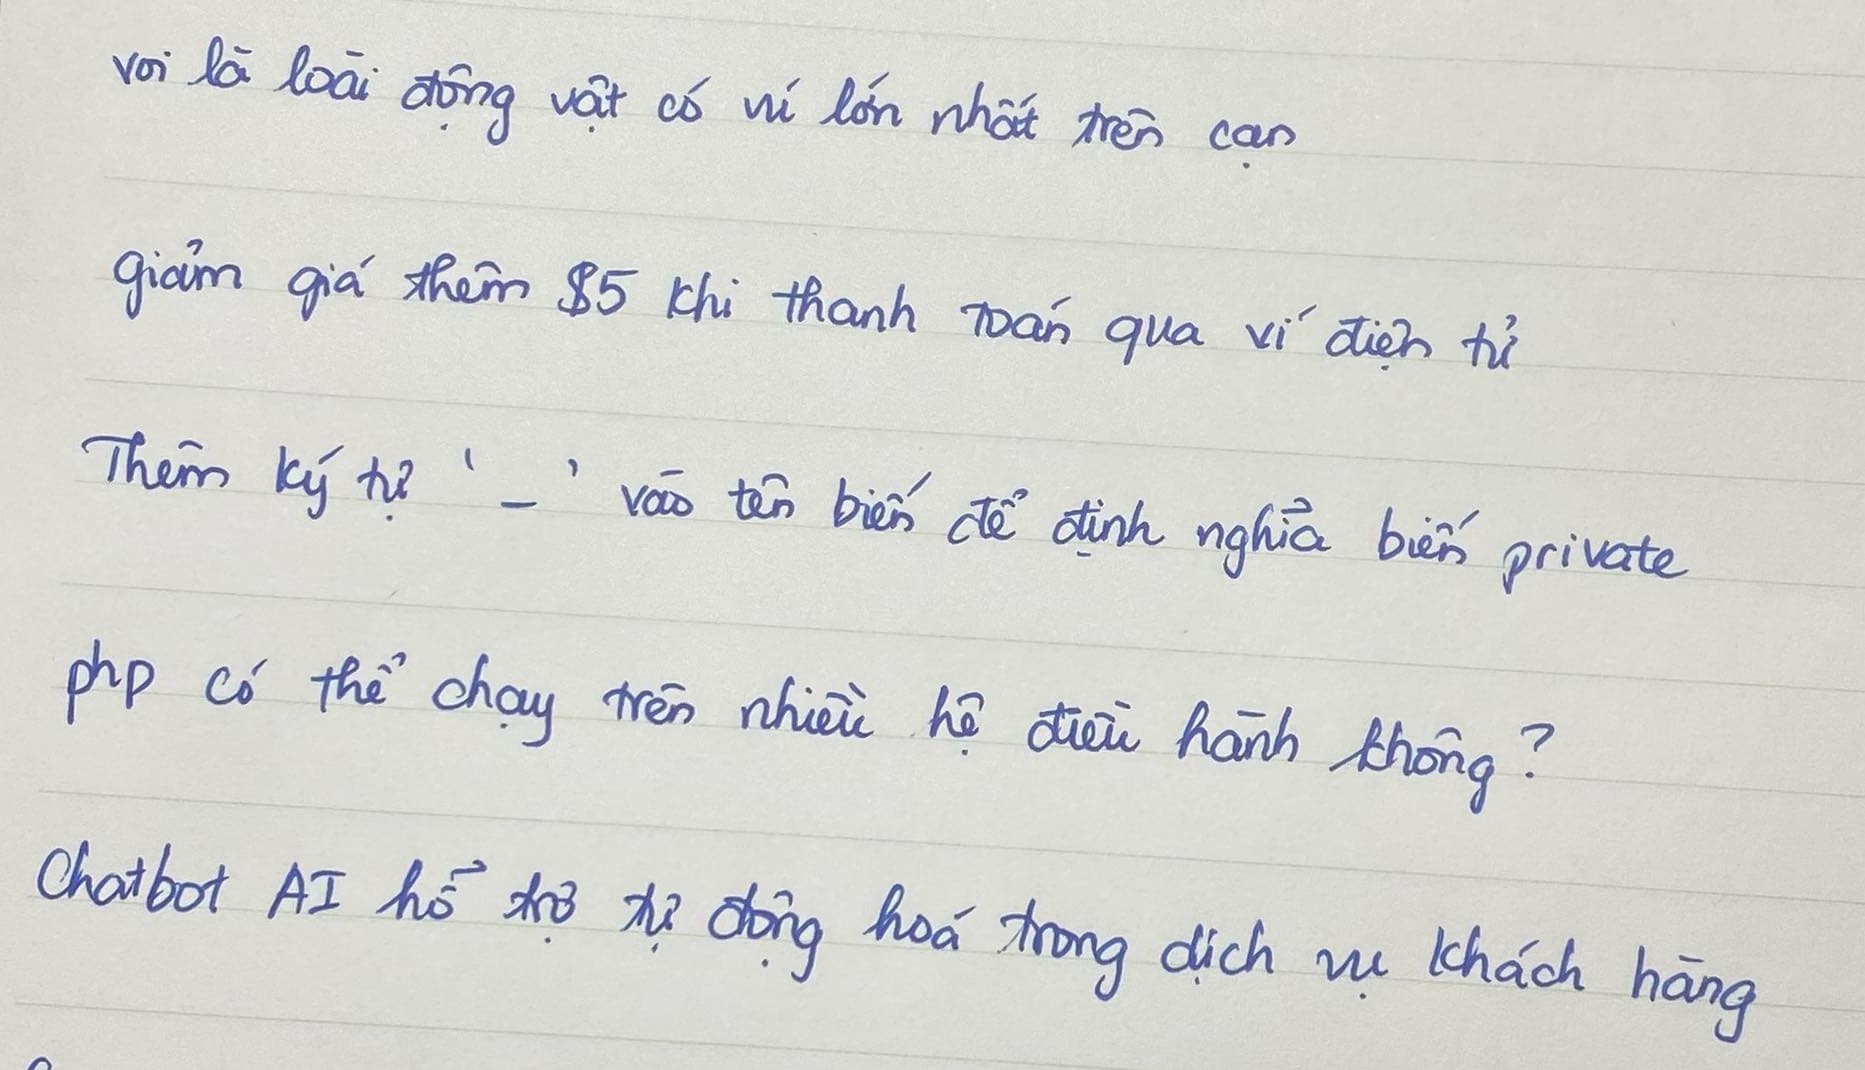 voi là loài động vật có vú lớn nhất trên cạn
giảm giá thêm $5 khi thanh toán qua ví điện tử
Thêm ký tự '_' vào tên biến để định nghĩa biến private
php có thể chạy trên nhiều hệ điều hành không?
Chatbot AI hỗ trợ tự động hoá trong dịch vụ khách hàng